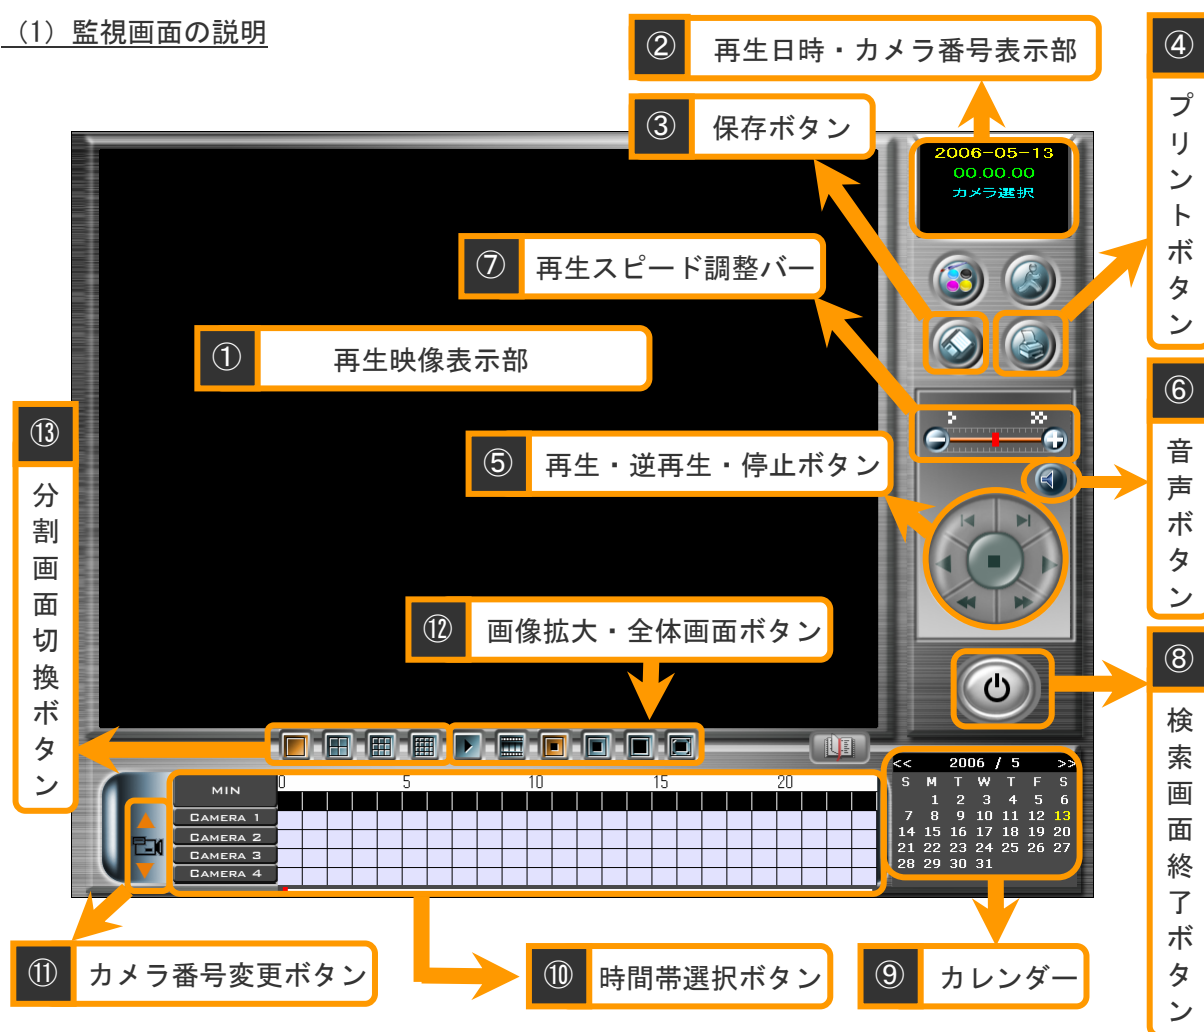 （1）監視画面の説明
② 再生日時・カメラ番号表示部
③ 保存ボタン
④ プリントボタン
2006-05-13
00.00.00
カメラ選択
⑦ 再生スピード調整バー
① 再生映像表示部
⑥ 音声ボタン
⑬ 分割画面切換ボタン
⑤ 再生・逆再生・停止ボタン
⑫ 画像拡大・全体画面ボタン
⑧ 検索画面終了ボタン
0 5 10 15 20
MIN
CAMERA 1
CAMERA 2
CAMERA 3
CAMERA 4
<< 2006 / 5 >>
S M T W T F S
1 2 3 4 5 6
7 8 9 10 11 12 13
14 15 16 17 18 19 20
21 22 23 24 25 26 27
28 29 30 31
⑪ カメラ番号変更ボタン
⑩ 時間帯選択ボタン
⑨ カレンダー